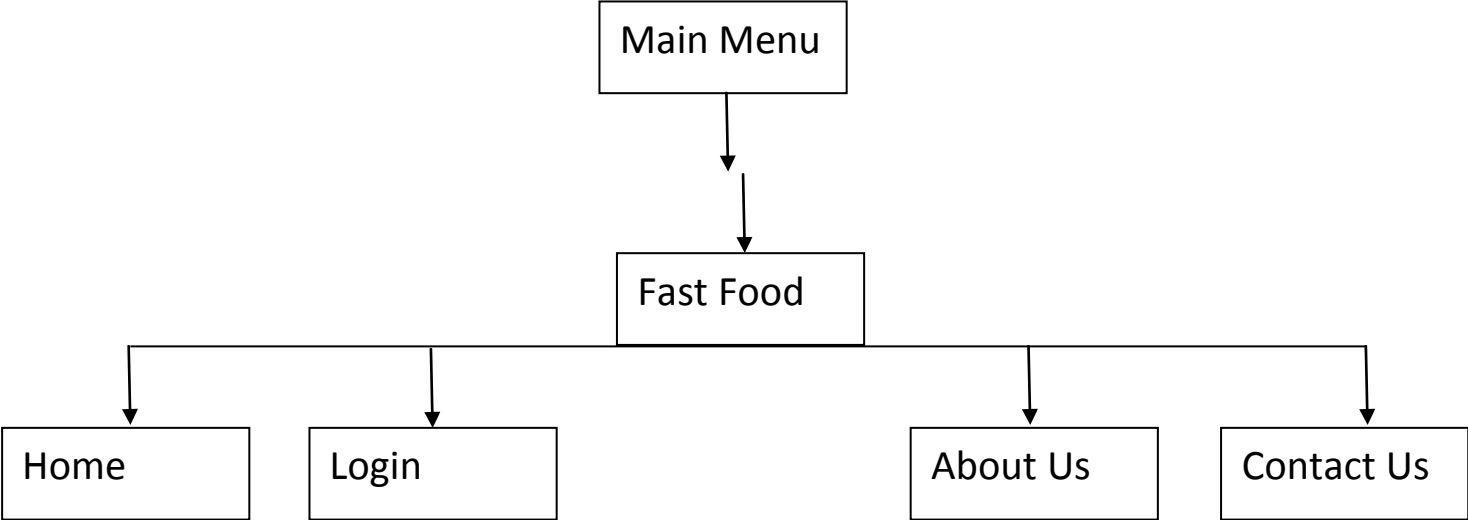 Main Menu
Fast Food
Home
Login
About Us
Contact Us